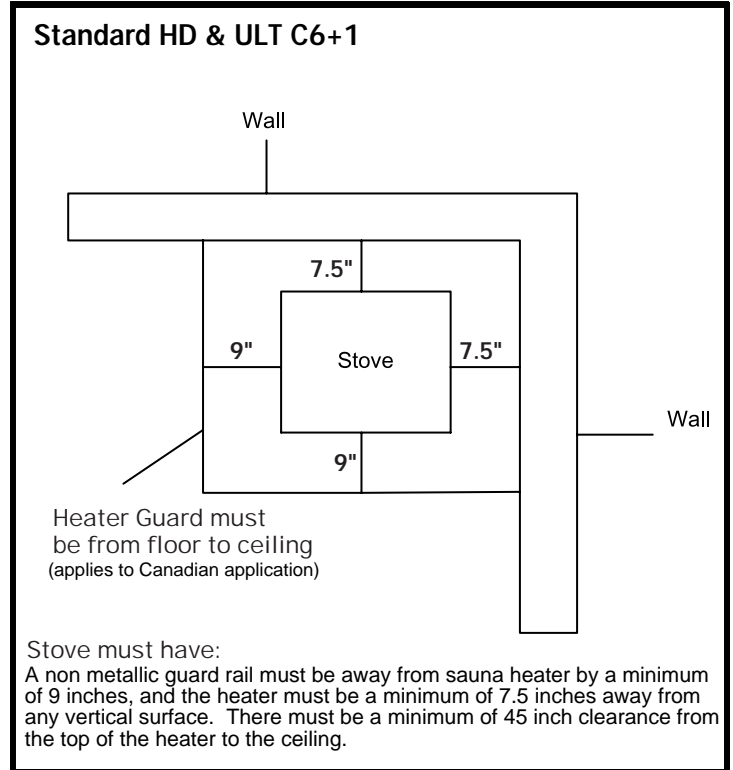 Standard HD & ULT C6+1
Wall
7.5"
9"
Stove
7.5"
Wall
9"
Heater Guard must
be from floor to ceiling
(applies to Canadian application)
Stove must have:
A non metallic guard rail must be away from sauna heater by a minimum
of 9 inches, and the heater must be a minimum of 7.5 inches away from
any vertical surface.  There must be a minimum of 45 inch clearance from
the top of the heater to the ceiling.